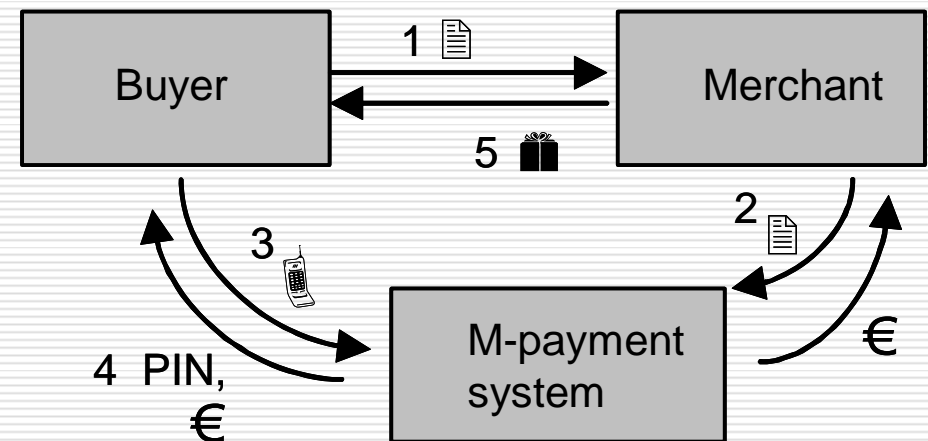 1
Buyer
Merchant
5
2
3
M-payment
system
€
4 PIN,
€